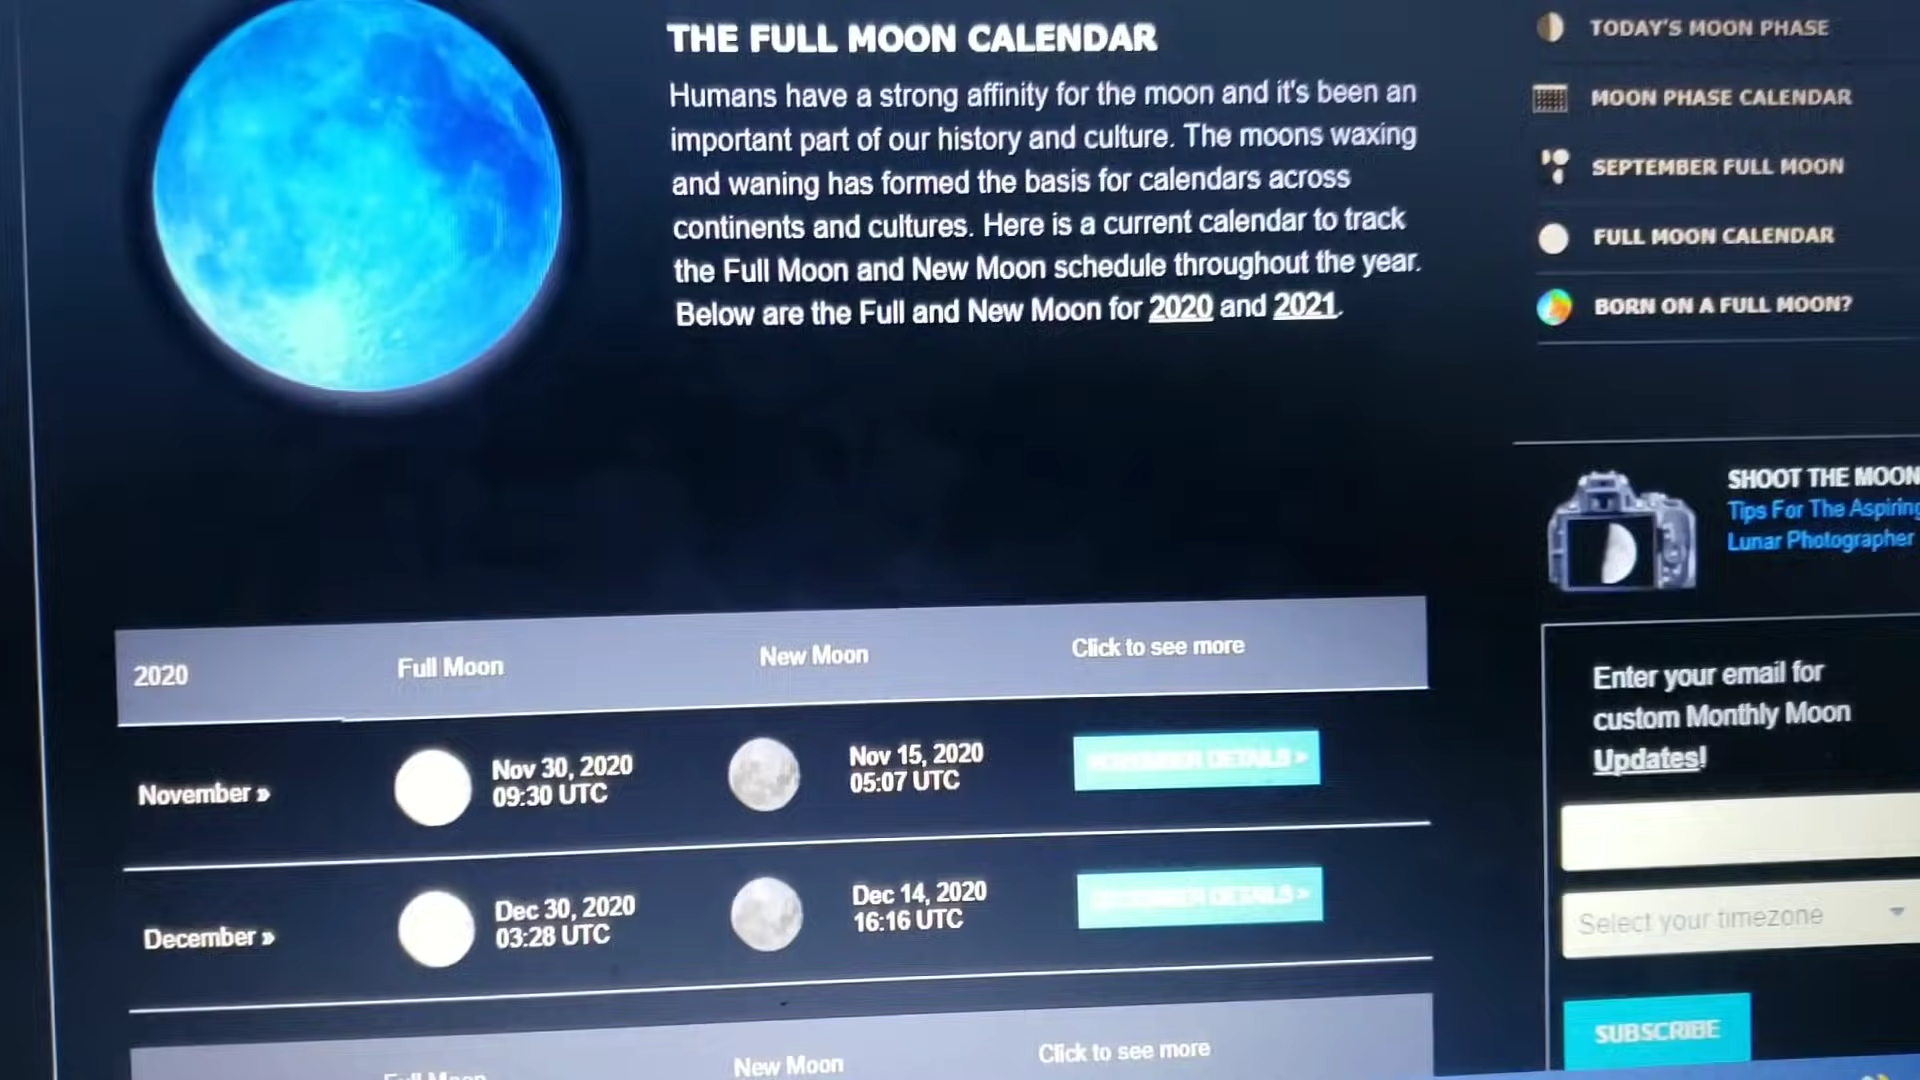 THE FULL MOON CALENDAR
Humans have a strong affinity for the moon and it's been an
important part of our history and culture. The moons waxing
and waning has formed the basis for calendars across
continents and cultures. Here is a current calendar to track
the Full Moon and New Moon schedule throughout the year.
Below are the Full and New Moon for 2020 and 2021.
TODAY'S MOON PHASE
MOON PHASE CALENDAR
SEPTEMBER FULL MOON
FULL MOON CALENDAR
BORN ON A FULL MOON?
SHOOT THE MOON
Tips For The Aspiring
Lunar Photographer
2020 Full Moon New Moon Click to see more
November » Nov 30, 2020 09:30 UTC Nov 15, 2020 05:07 UTC NOVEMBER DETAILS >
December » Dec 30, 2020 03:28 UTC Dec 14, 2020 16:16 UTC DECEMBER DETAILS >
Full Moon New Moon Click to see more
Enter your email for
custom Monthly Moon
Updates!
Select your timezone
SUBSCRIBE